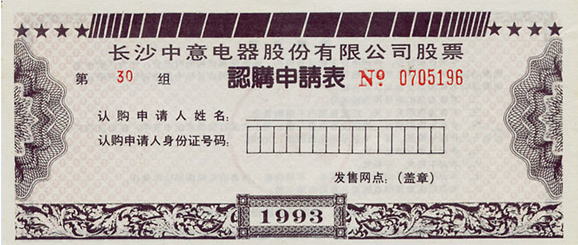 长沙中意电器股份有限公司股票
第 30 组 認購申請表 Nº 0705196
认购申请人姓名：
认购申请人身份证号码：
发售网点：（盖章）
1993